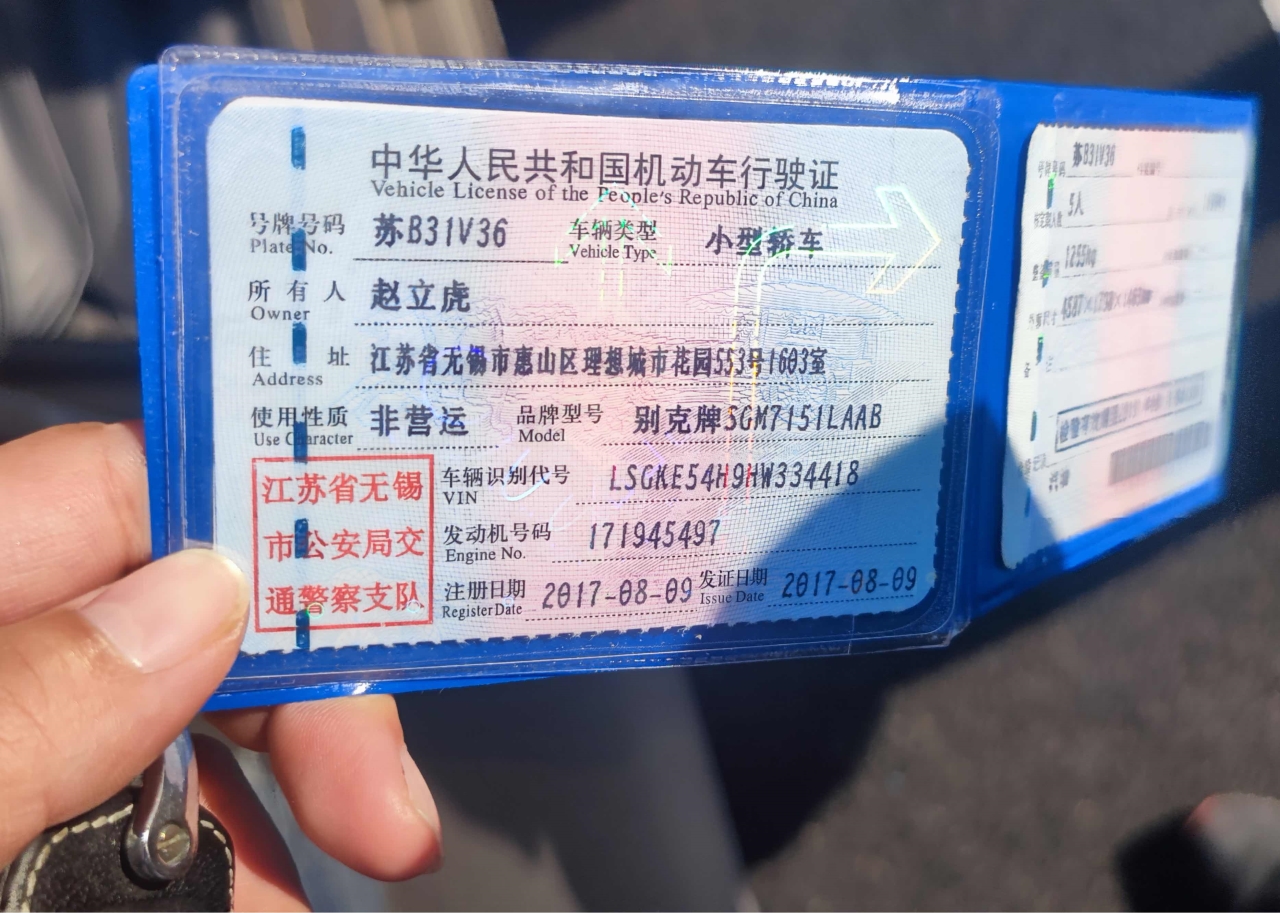 中华人民共和国机动车行驶证
Vehicle License of the People's Republic of China
号牌号码 苏B31V36 车辆类型 小型轿车
Plate No. Vehicle Type
所有人 赵立虎
Owner
住址 江苏省无锡市惠山区理想城市花园553号1603室
Address
使用性质 非营运 品牌型号 别克牌SGM7151LAAB
Use Character Model
江苏省无锡
市公安局交
通警察支队
车辆识别代号 LSGKE54H9HW334418
VIN
发动机号码 171945497
Engine No.
注册日期 2017-08-09 发证日期 2017-08-09
Register Date Issue Date
号牌号码 苏B31V36
5人
1255kg